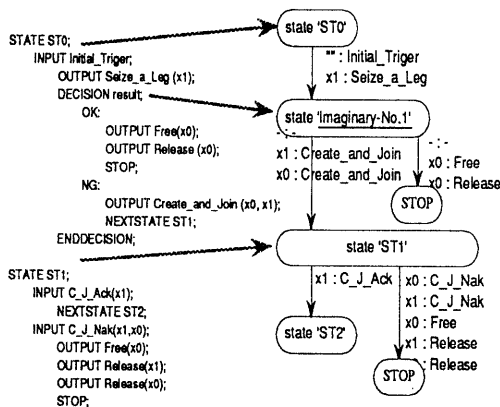 STATE ST0;
INPUT Initial_Triger;
OUTPUT Seize_a_Leg (x1);
DECISION result;
OK:
OUTPUT Free(x0);
OUTPUT Release (x0);
STOP;
NG:
OUTPUT Create_and_Join (x0, x1);
NEXTSTATE ST1;
ENDDECISION;
STATE ST1;
INPUT C_J_Ack(x1);
NEXTSTATE ST2;
INPUT C_J_Nak(x1,x0);
OUTPUT Free(x0);
OUTPUT Release(x1);
OUTPUT Release(x0);
STOP;
state 'ST0'
"" : Initial_Triger
x1 : Seize_a_Leg
state 'Imaginary-No.1'
- : -
x1 : Create_and_Join
x0 : Create_and_Join
- : -
x0 : Free
x0 : Release
STOP
state 'ST1'
x1 : C_J_Ack
state 'ST2'
x0 : C_J_Nak
x1 : C_J_Nak
x0 : Free
x1 : Release
: Release
STOP